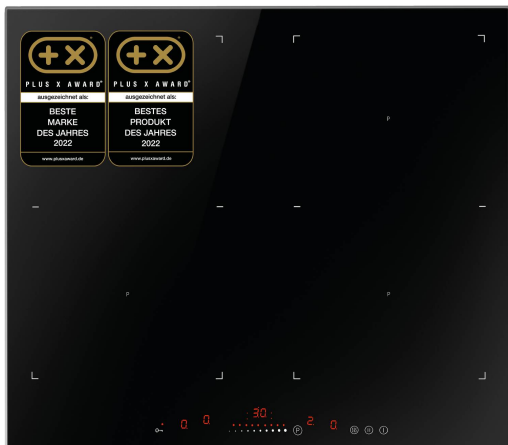 PLUS X AWARD®
ausgezeichnet als:
BESTE
MARKE
DES JAHRES
2022
www.plusxaward.de
PLUS X AWARD®
ausgezeichnet als:
BESTES
PRODUKT
DES JAHRES
2022
www.plusxaward.de
P
P
P
30
0.
0.
P
2.
0.